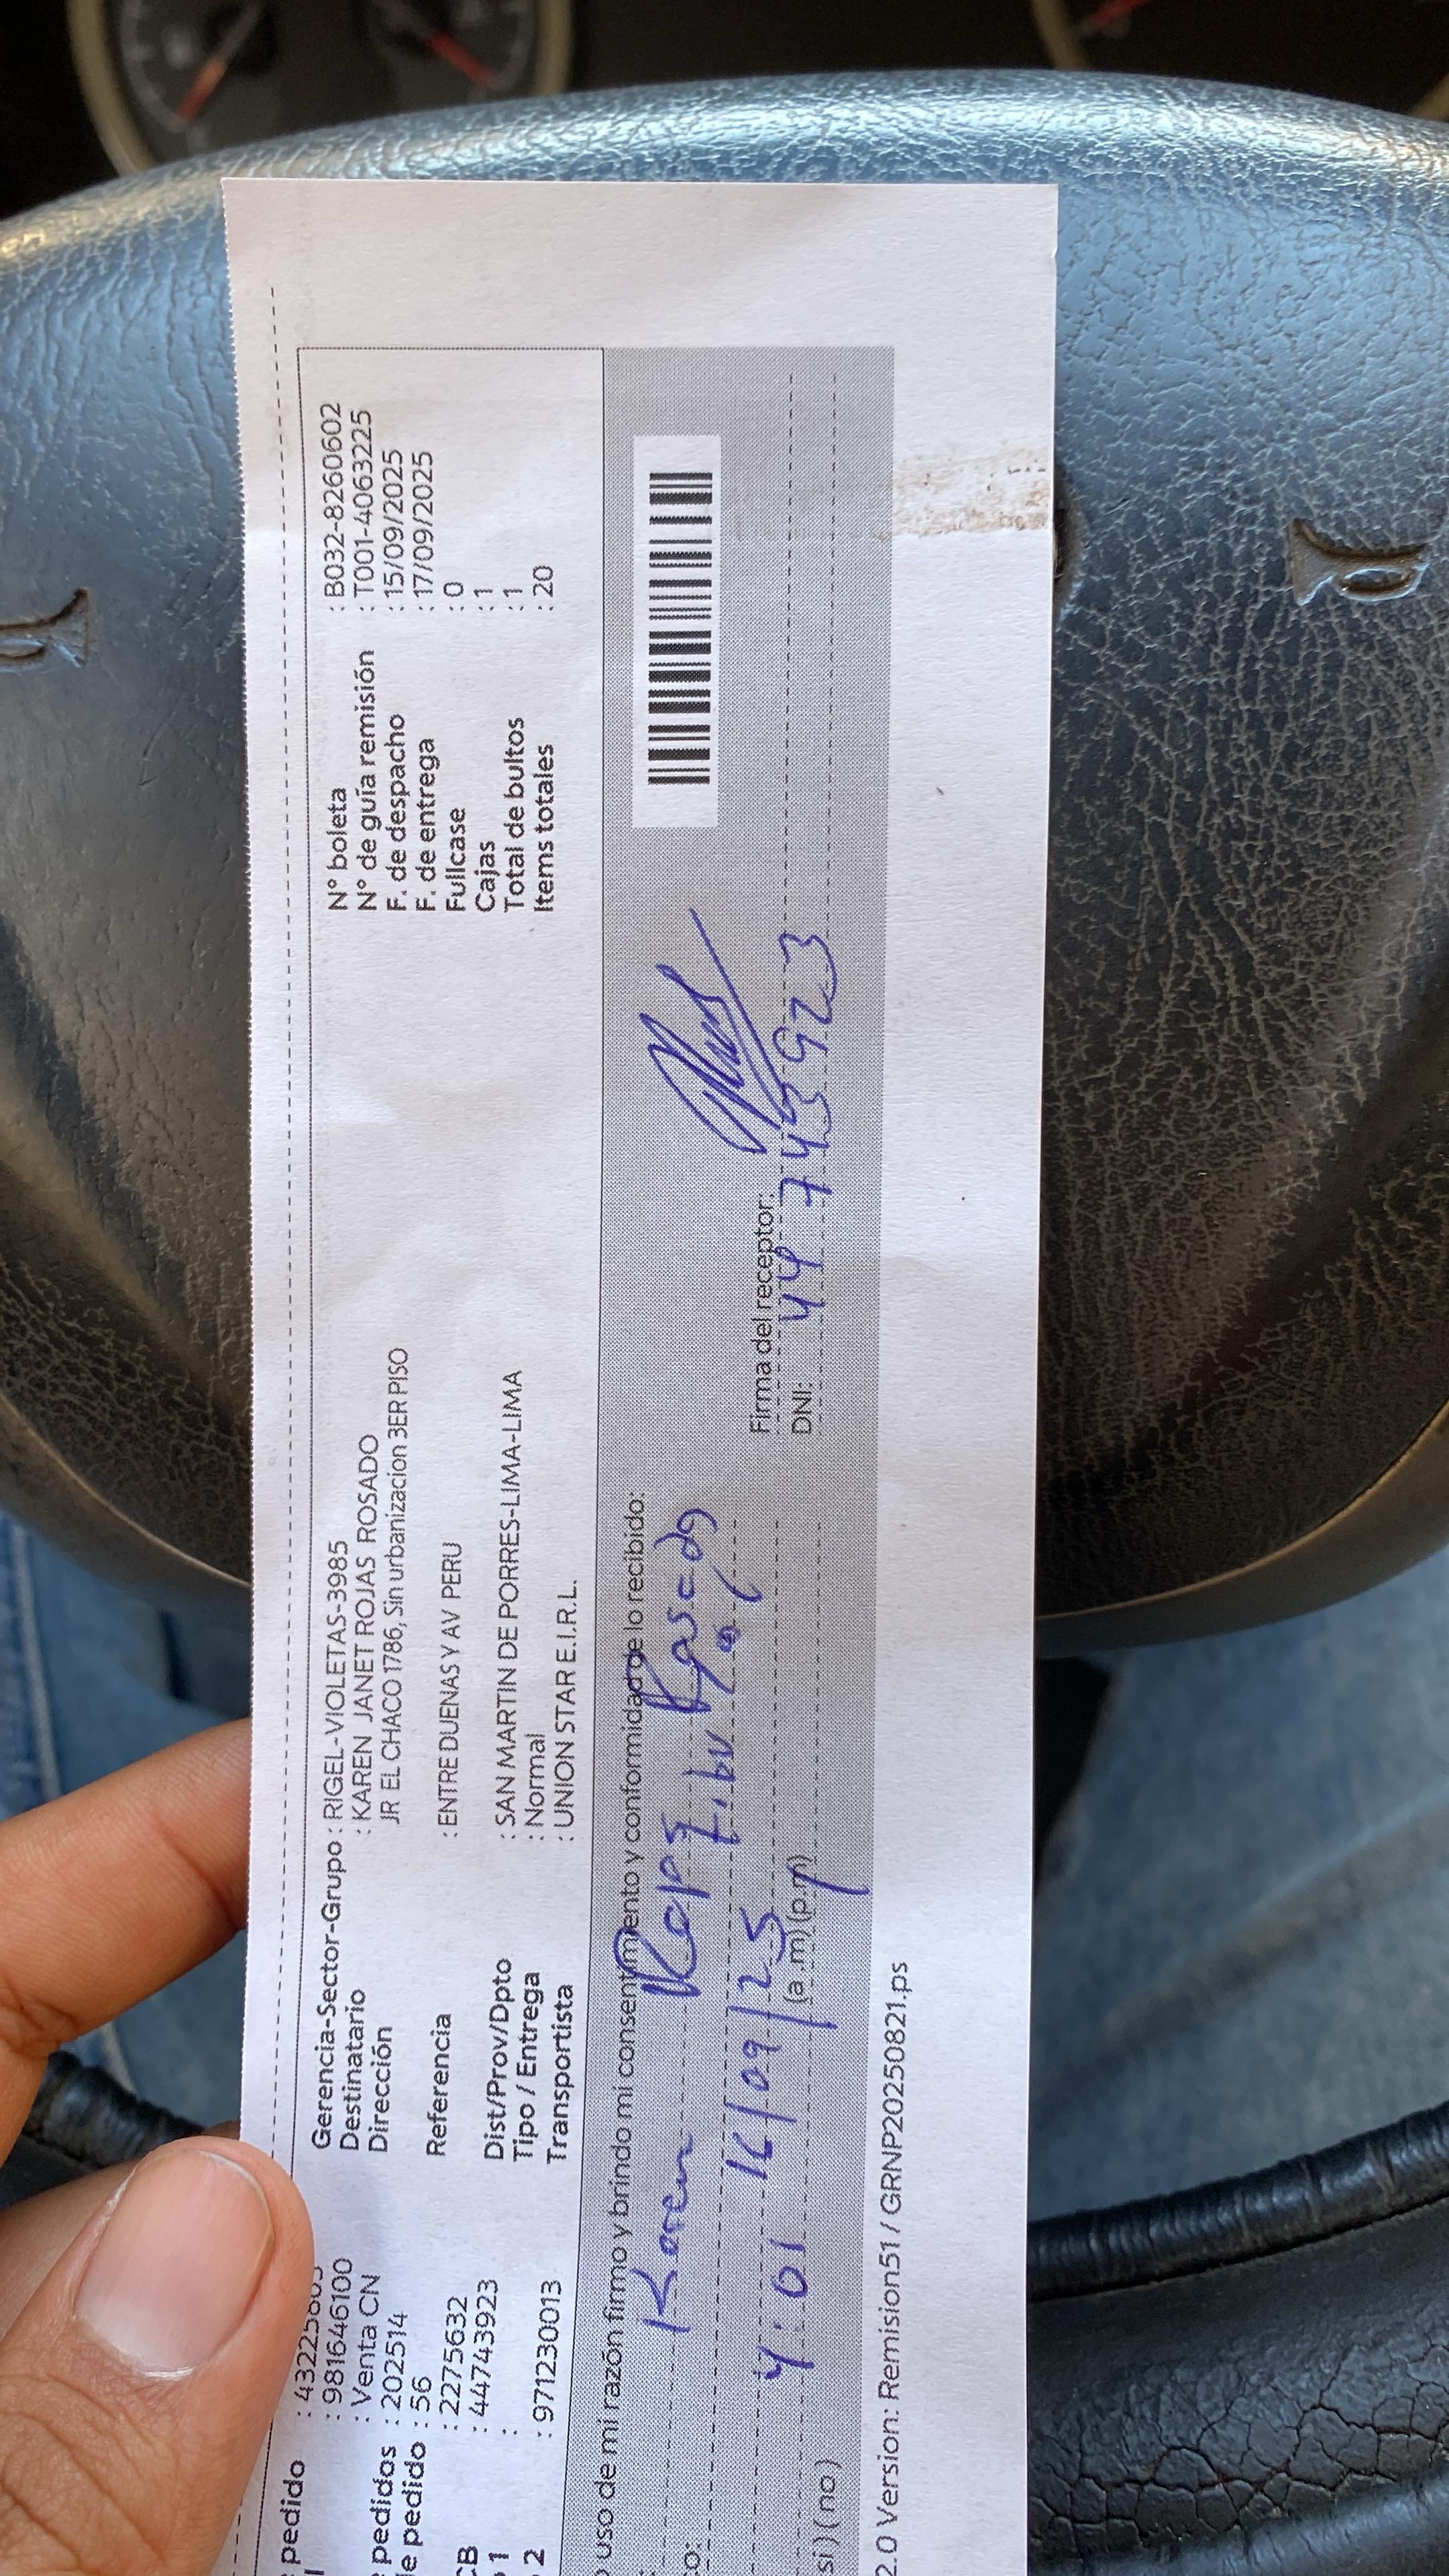 pedido : 432258
: 981646100
: Venta CN
pedidos : 202514
e pedido : 56
CB : 2275632
1 : 44743923
:
2 : 971230013
Gerencia-Sector-Grupo : RIGEL-VIOLETAS-3985
Destinatario : KAREN JANET ROJAS ROSADO
Dirección JR EL CHACO 1786, Sin urbanizacion 3ER PISO
Referencia : ENTRE DUENAS Y AV PERU
Dist/Prov/Dpto : SAN MARTIN DE PORRES-LIMA-LIMA
Tipo / Entrega : Normal
Transportista : UNION STAR E.I.R.L.
N° boleta : B032-8260602
N° de guía remisión : T001-4063225
F. de despacho : 15/09/2025
F. de entrega : 17/09/2025
Fullcase : 0
Cajas : 1
Total de bultos : 1
Items totales : 20
uso de mi razón firmo y brindo mi consentimiento y conformidad de lo recibido:
Karen Rojas Rosado
16/09/25
4:01 (a.m) (p.m)
si ) ( no )
Firma del receptor:
DNI: 44743923
2.0 Version: Remision51 / GRNP20250821.ps